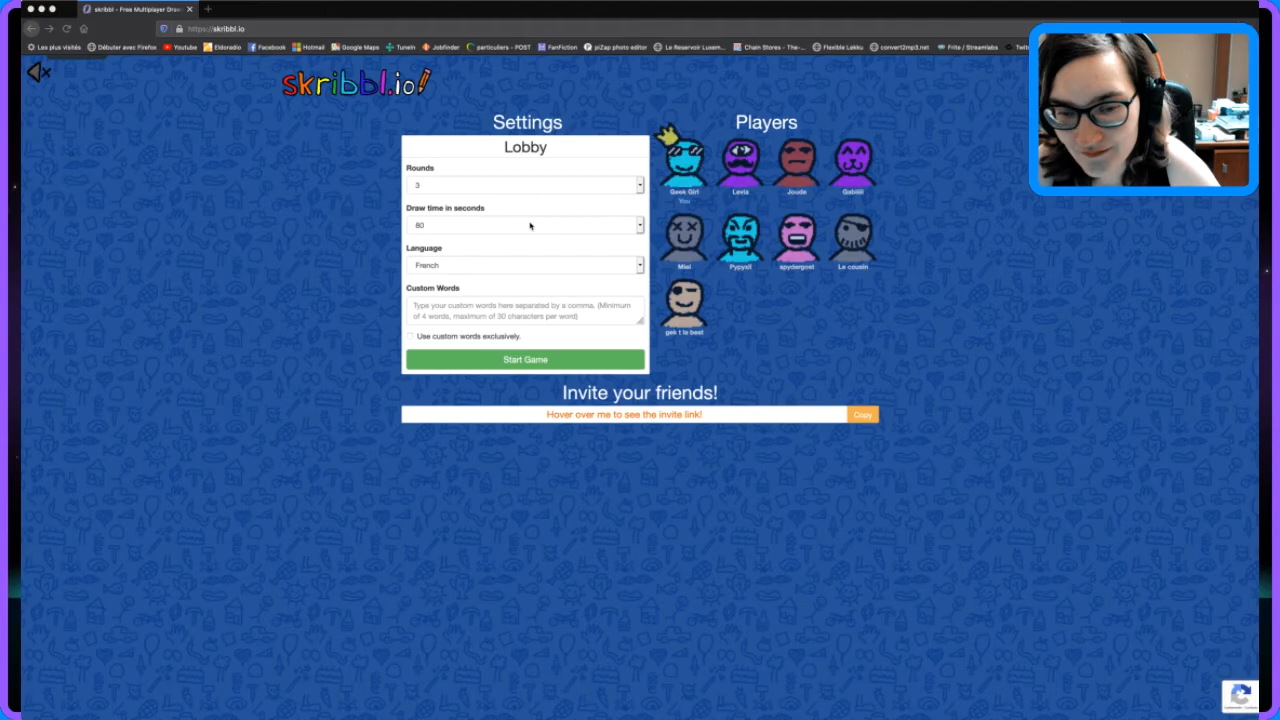 skribbl - Free Multiplayer Draw
https://skribbl.io
Les plus visités
Débuter avec Firefox
Youtube
Eldoradio
Facebook
Hotmail
Google Maps
TuneIn
Jobfinder
particuliers - POST
FanFiction
piZap photo editor
Le Reservoir Luxem...
Chain Stores - The-...
Flexible Lekku
convert2mp3.net
Frite / Streamlabs
Twit
skribbl.io
Settings
Players
Lobby
Rounds
3
Draw time in seconds
80
Language
French
Custom Words
Type your custom words here separated by a comma. (Minimum
of 4 words, maximum of 30 characters per word)
Use custom words exclusively.
Start Game
Geek Girl
You
Levia
Joude
Miel
spydergost
Le cousin
gek t le best
Invite your friends!
Hover over me to see the invite link!
Copy